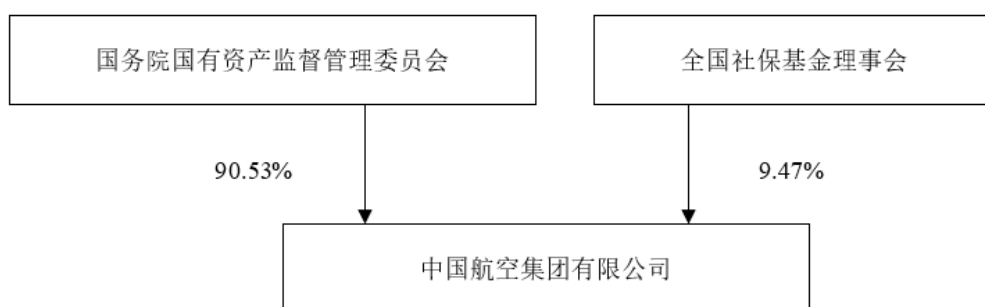 国务院国有资产监督管理委员会
全国社保基金理事会
90.53%
9.47%
中国航空集团有限公司